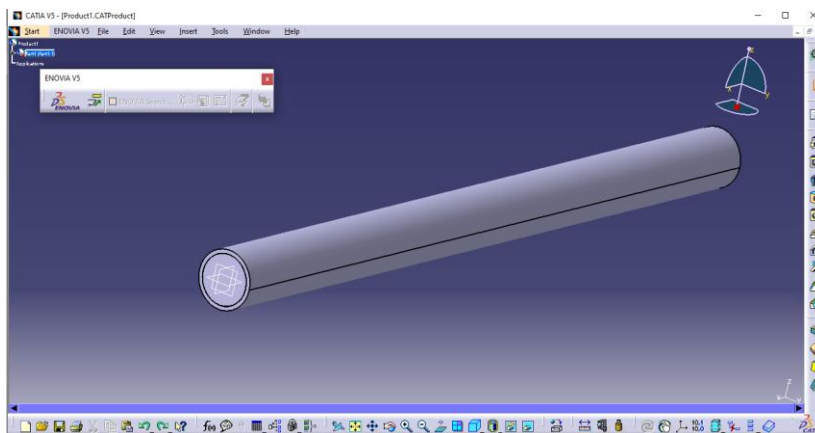 CATIA V5 - [Product1.CATProduct]
Start ENOVIA V5 File Edit View Insert Tools Window Help
Product1
Applications
ENOVIA V5
ENOVIA